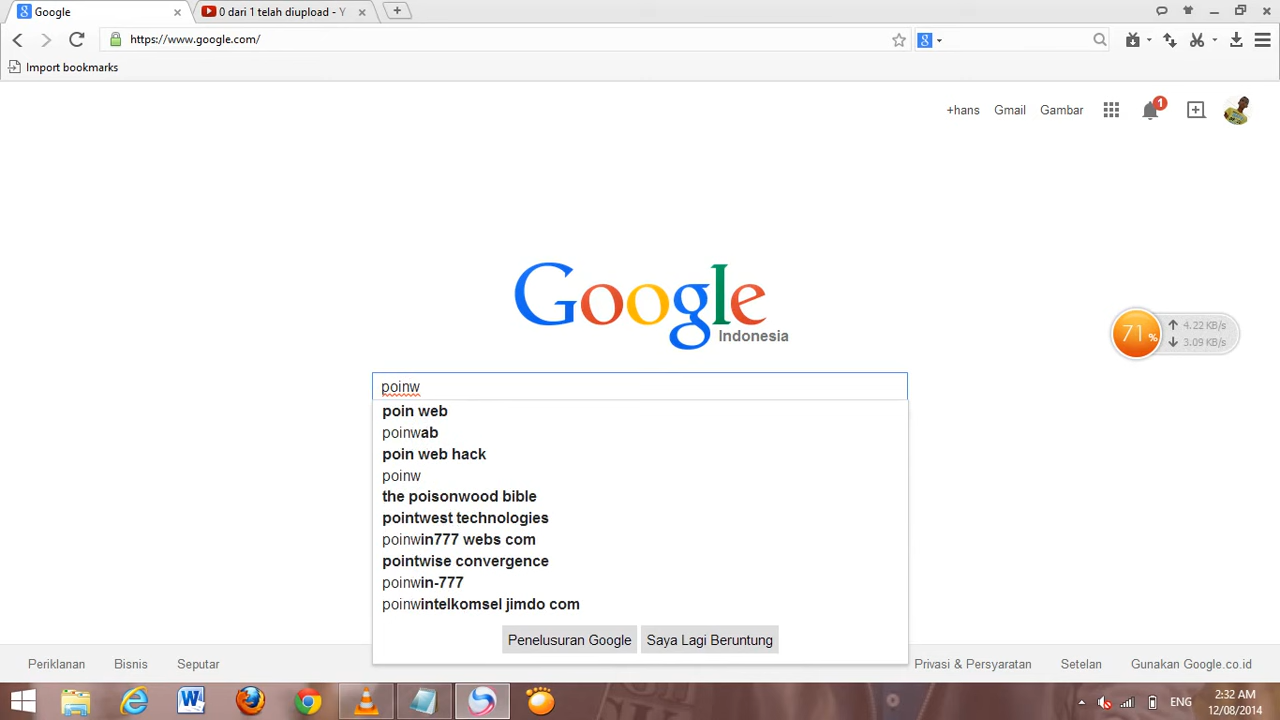 Google
0 dari 1 telah diupload - Y
https://www.google.com/
Import bookmarks
+hans Gmail Gambar 1
Google
Indonesia
71 %
4.22 KB/s
3.09 KB/s
poinw
poin web
poinwab
poin web hack
poinw
the poisonwood bible
pointwest technologies
poinwin777 webs com
pointwise convergence
poinwin-777
poinwintelkomsel jimdo com
Penelusuran Google Saya Lagi Beruntung
Periklanan Bisnis Seputar Privasi & Persyaratan Setelan Gunakan Google.co.id
ENG
2:32 AM
12/08/2014